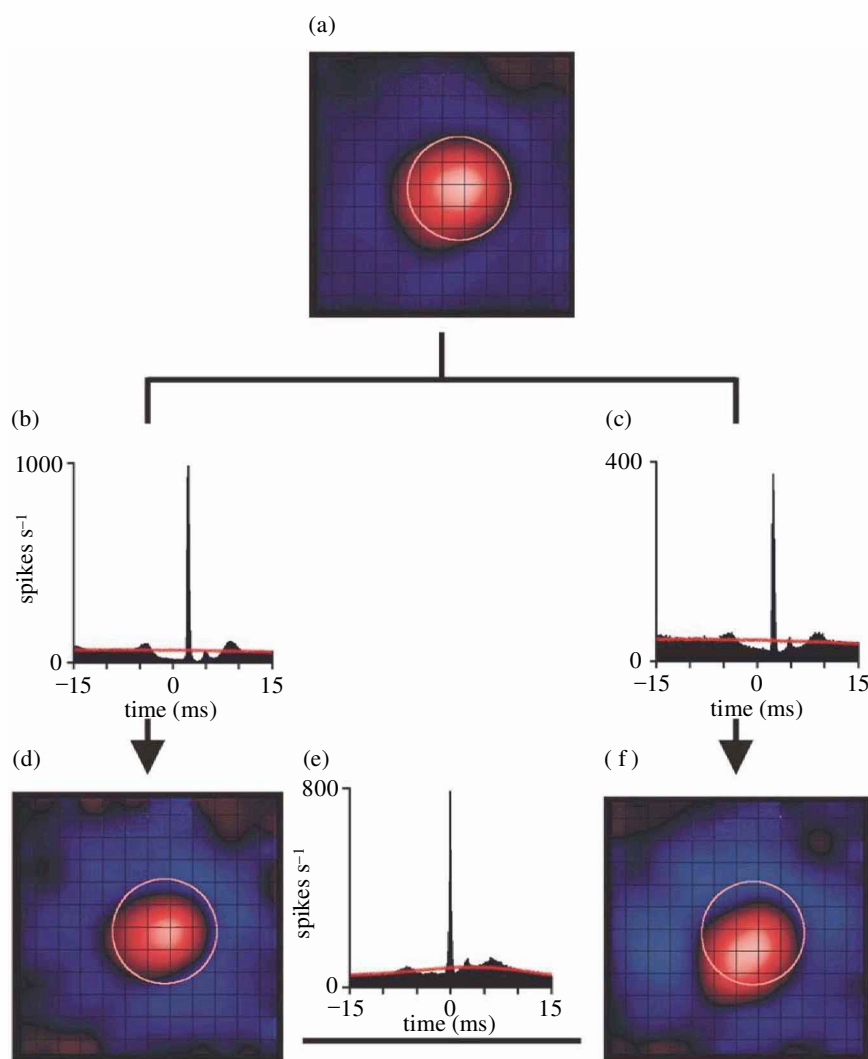 (a)
(b)
(c)
1000
spikes s⁻¹
0
−15 0 15
time (ms)
400
0
−15 0 15
time (ms)
(d)
(e)
( f )
800
spikes s⁻¹
0
−15 0 15
time (ms)